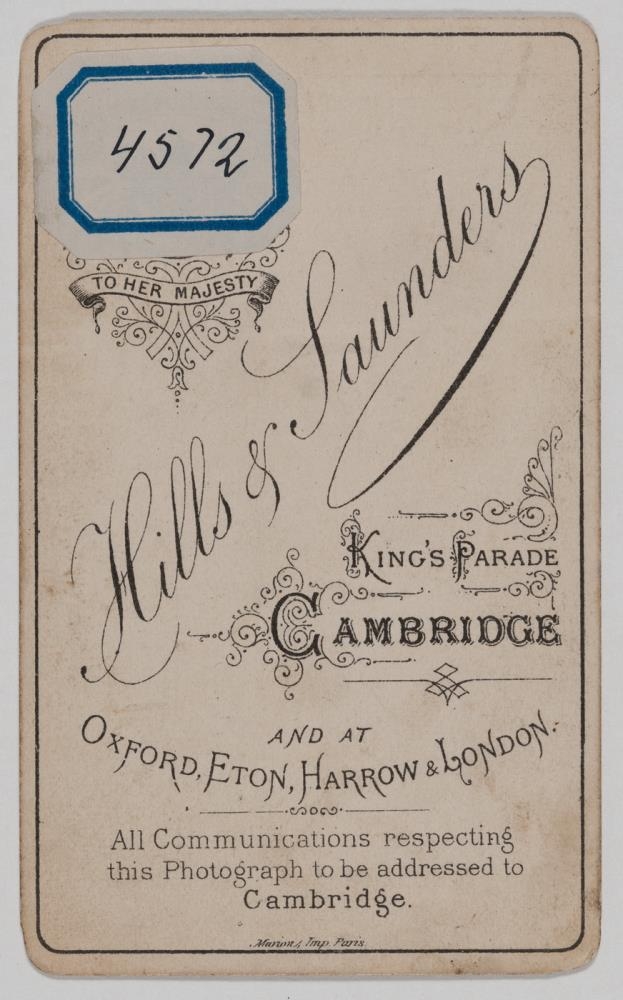 4572
TO HER MAJESTY
Hills & Saunders
KING'S PARADE
CAMBRIDGE
AND AT
OXFORD, ETON, HARROW & LONDON.
All Communications respecting
this Photograph to be addressed to
Cambridge.
Marion, Imp. Paris